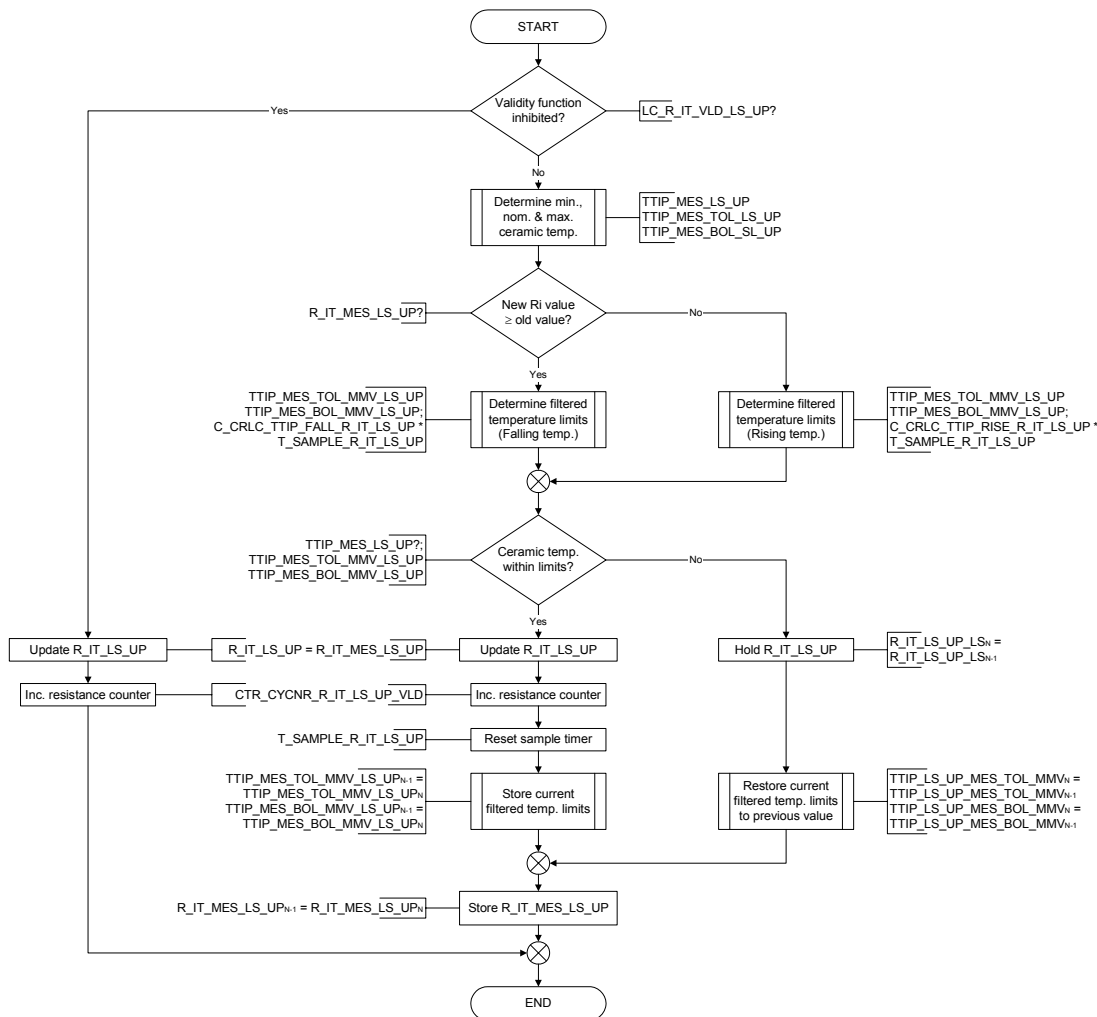 START
Validity function
inhibited?
Yes
LC_R_IT_VLD_LS_UP?
No
Determine min.,
nom. & max.
ceramic temp.
TTIP_MES_LS_UP
TTIP_MES_TOL_LS_UP
TTIP_MES_BOL_SL_UP
R_IT_MES_LS_UP?
New Ri value
≥ old value?
No
Yes
TTIP_MES_TOL_MMV_LS_UP
TTIP_MES_BOL_MMV_LS_UP;
C_CRLC_TTIP_FALL_R_IT_LS_UP *
T_SAMPLE_R_IT_LS_UP
Determine filtered
temperature limits
(Falling temp.)
Determine filtered
temperature limits
(Rising temp.)
TTIP_MES_TOL_MMV_LS_UP
TTIP_MES_BOL_MMV_LS_UP;
C_CRLC_TTIP_RISE_R_IT_LS_UP *
T_SAMPLE_R_IT_LS_UP
TTIP_MES_LS_UP?;
TTIP_MES_TOL_MMV_LS_UP
TTIP_MES_BOL_MMV_LS_UP
Ceramic temp.
within limits?
No
Yes
Update R_IT_LS_UP
R_IT_LS_UP = R_IT_MES_LS_UP
Update R_IT_LS_UP
Hold R_IT_LS_UP
R_IT_LS_UP_LSN =
R_IT_LS_UP_LSN-1
Inc. resistance counter
CTR_CYCNR_R_IT_LS_UP_VLD
Inc. resistance counter
T_SAMPLE_R_IT_LS_UP
Reset sample timer
TTIP_MES_TOL_MMV_LS_UPN-1 =
TTIP_MES_TOL_MMV_LS_UPN
TTIP_MES_BOL_MMV_LS_UPN-1 =
TTIP_MES_BOL_MMV_LS_UPN
Store current
filtered temp. limits
Restore current
filtered temp. limits
to previous value
TTIP_LS_UP_MES_TOL_MMVN =
TTIP_LS_UP_MES_TOL_MMVN-1
TTIP_LS_UP_MES_BOL_MMVN =
TTIP_LS_UP_MES_BOL_MMVN-1
R_IT_MES_LS_UPN-1 = R_IT_MES_LS_UPN
Store R_IT_MES_LS_UP
END